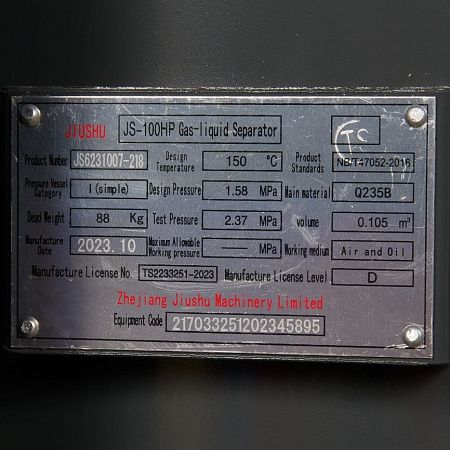 JIUSHU JS-100HP Gas-liquid Separator TS
Product Number JS6231007-218 Design Temperature 150 ℃ Product Standards NB/T47052-2016
Pressure Vessel Category I (simple) Design Pressure 1.58 MPa Main material Q235B
Dead Weight 88 Kg Test Pressure 2.37 MPa volume 0.105 m³
Manufacture Date 2023.10 Maximum Allowable Working pressure — MPa Working medium Air and Oil
Manufacture License No. TS2233251-2023 Manufacture License Level D
Zhejiang Jiushu Machinery Limited
Equipment Code 217033251202345895